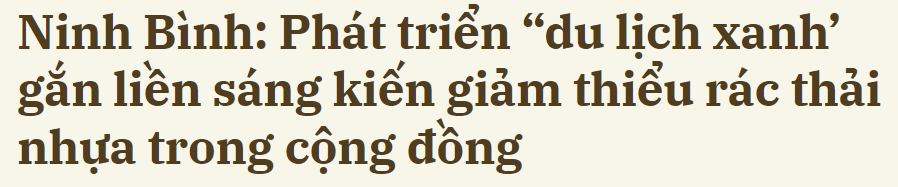 Ninh Bình: Phát triển “du lịch xanh’
gắn liền sáng kiến giảm thiểu rác thải
nhựa trong cộng đồng